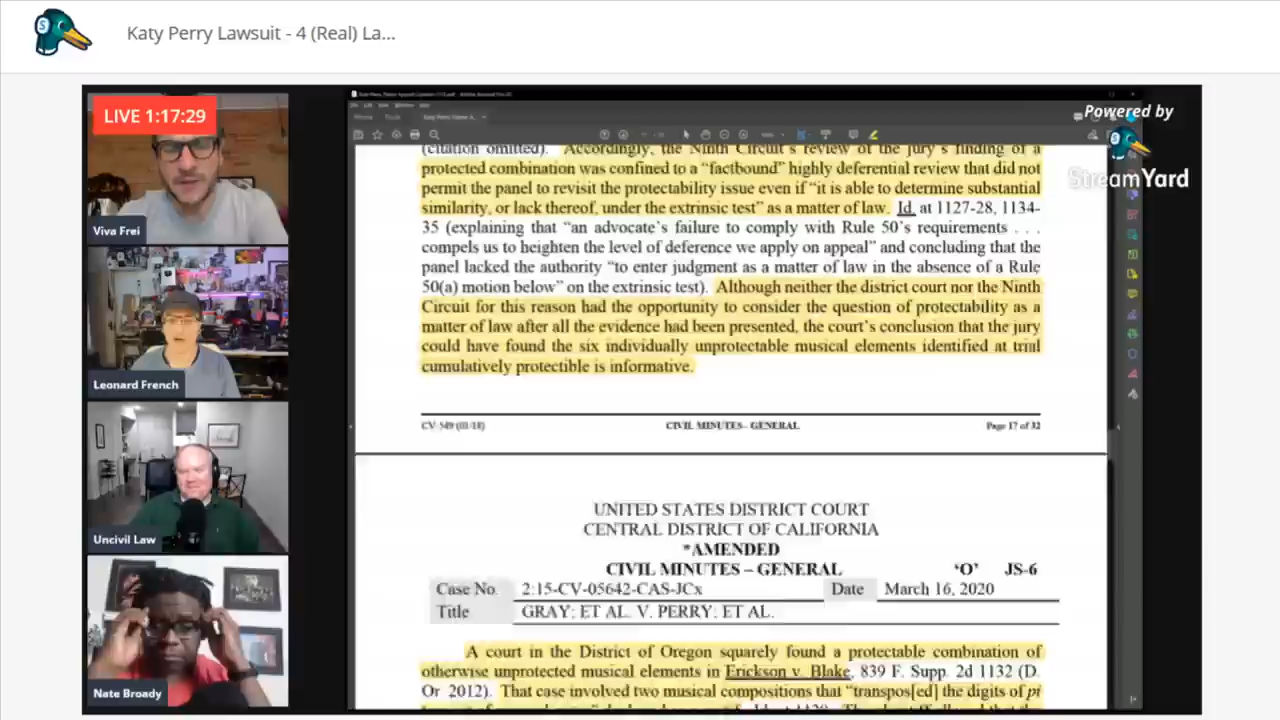 Katy Perry Lawsuit - 4 (Real) La...
LIVE 1:17:29
Viva Frei
Leonard French
Uncivil Law
Nate Broady
Powered by
StreamYard
(citation omitted). Accordingly, the Ninth Circuit's review of the jury's finding of a
protected combination was confined to a "factbound" highly deferential review that did not
permit the panel to revisit the protectability issue even if "it is able to determine substantial
similarity, or lack thereof, under the extrinsic test" as a matter of law. Id at 1127-28, 1134-
35 (explaining that "an advocate's failure to comply with Rule 50's requirements . . .
compels us to heighten the level of deference we apply on appeal" and concluding that the
panel lacked the authority "to enter judgment as a matter of law in the absence of a Rule
50(a) motion below" on the extrinsic test). Although neither the district court nor the Ninth
Circuit for this reason had the opportunity to consider the question of protectability as a
matter of law after all the evidence had been presented, the court's conclusion that the jury
could have found the six individually unprotectable musical elements identified at trial
cumulatively protectible is informative.
CV-549 (01/18) CIVIL MINUTES- GENERAL Page 17 of 32
UNITED STATES DISTRICT COURT
CENTRAL DISTRICT OF CALIFORNIA
*AMENDED
CIVIL MINUTES – GENERAL 'O' JS-6
Case No. 2:15-CV-05642-CAS-JCx Date March 16, 2020
Title GRAY; ET AL. V. PERRY; ET AL.
A court in the District of Oregon squarely found a protectable combination of
otherwise unprotected musical elements in Erickson v. Blake, 839 F. Supp. 2d 1132 (D.
Or 2012). That case involved two musical compositions that "transpos[ed] the digits of pi